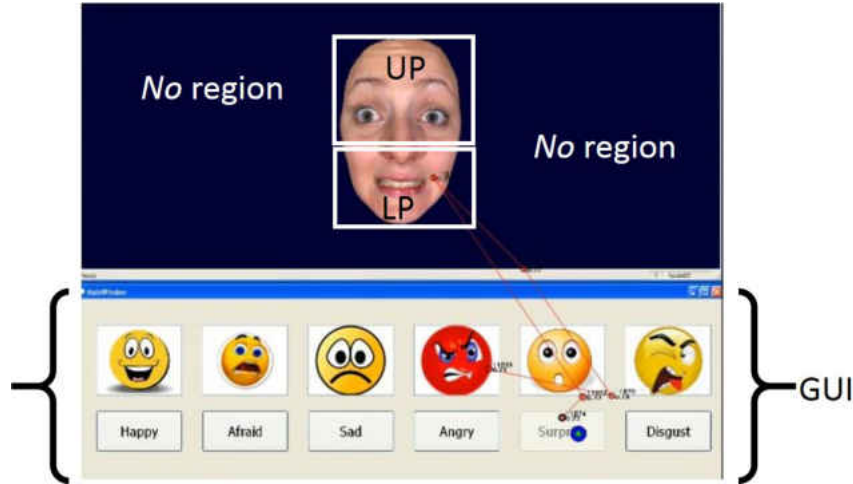 UP
No region
No region
LP
GUI
Happy
Afraid
Sad
Angry
Disgust